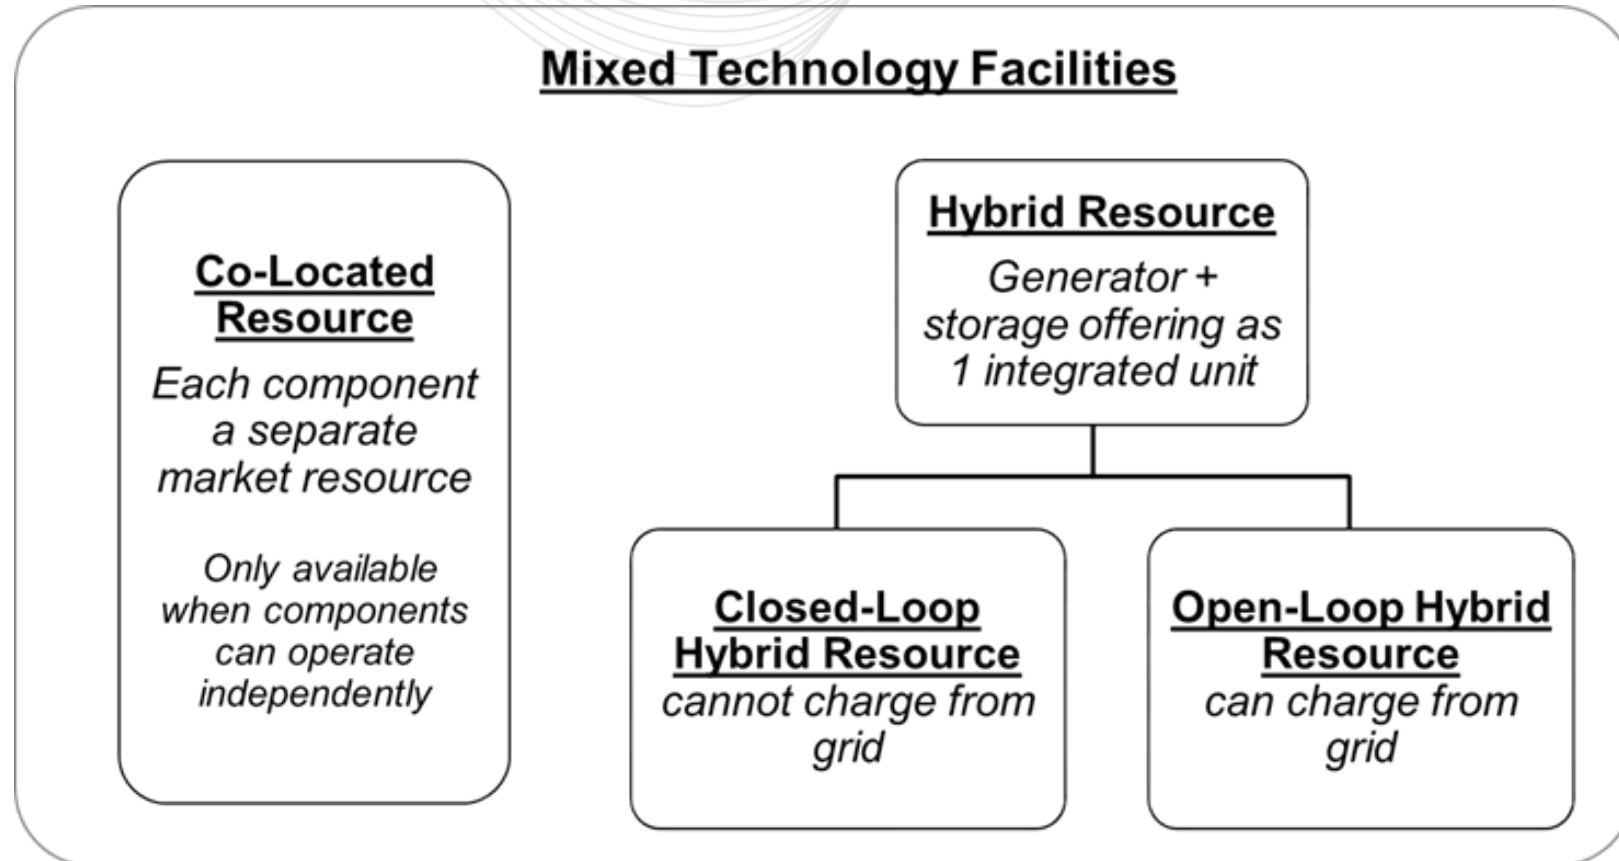 Mixed Technology Facilities
Co-Located
Resource
Each component
a separate
market resource
Only available
when components
can operate
independently
Hybrid Resource
Generator +
storage offering as
1 integrated unit
Closed-Loop
Hybrid Resource
cannot charge from
grid
Open-Loop Hybrid
Resource
can charge from
grid